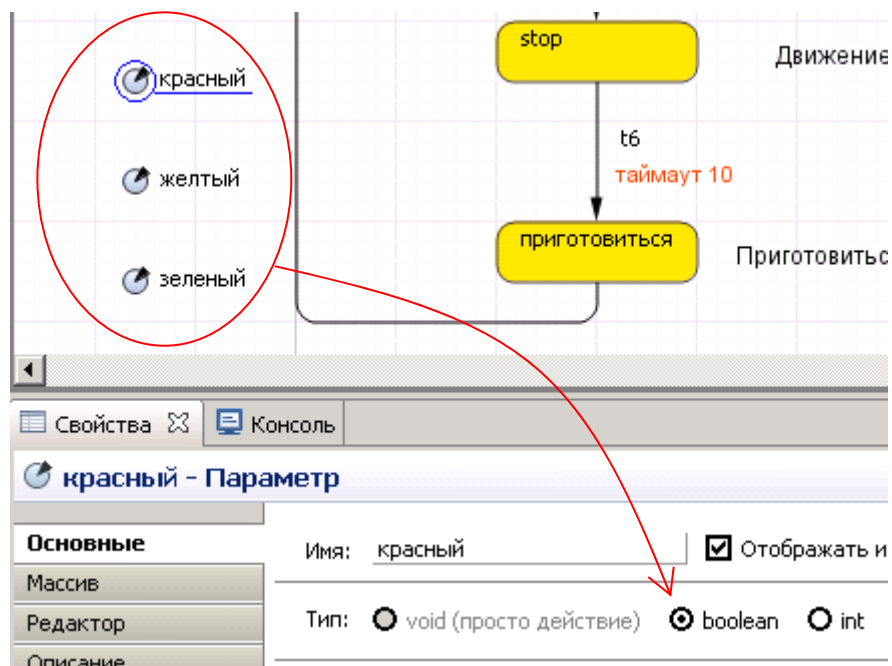 stop
Движение
красный
t6
таймаут 10
желтый
приготовиться
Приготовитьс
зеленый
Свойства
Консоль
красный - Параметр
Основные
Имя: красный
Отображать и
Массив
Тип: void (просто действие) boolean int
Редактор
Описание